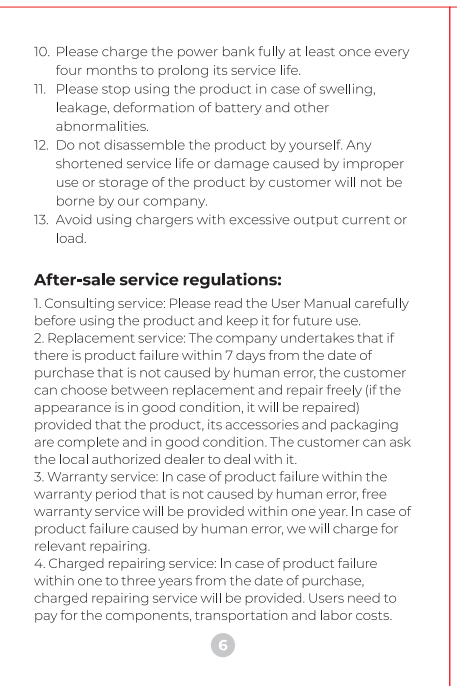 10. Please charge the power bank fully at least once every
four months to prolong its service life.
11. Please stop using the product in case of swelling,
leakage, deformation of battery and other
abnormalities.
12. Do not disassemble the product by yourself. Any
shortened service life or damage caused by improper
use or storage of the product by customer will not be
borne by our company.
13. Avoid using chargers with excessive output current or
load.
After-sale service regulations:
1. Consulting service: Please read the User Manual carefully
before using the product and keep it for future use.
2. Replacement service: The company undertakes that if
there is product failure within 7 days from the date of
purchase that is not caused by human error, the customer
can choose between replacement and repair freely (if the
appearance is in good condition, it will be repaired)
provided that the product, its accessories and packaging
are complete and in good condition. The customer can ask
the local authorized dealer to deal with it.
3. Warranty service: In case of product failure within the
warranty period that is not caused by human error, free
warranty service will be provided within one year. In case of
product failure caused by human error, we will charge for
relevant repairing.
4. Charged repairing service: In case of product failure
within one to three years from the date of purchase,
charged repairing service will be provided. Users need to
pay for the components, transportation and labor costs.
6